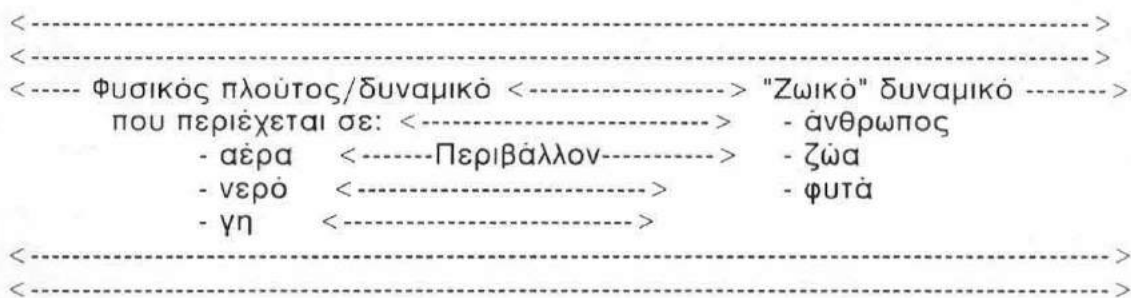 <----------------------------------------------------------------------------------------------->
<----------------------------------------------------------------------------------------------->
<----- Φυσικός πλούτος/δυναμικό <------------------> "Ζωικό" δυναμικό ------->
που περιέχεται σε: <--------------------------> - άνθρωπος
- αέρα <-------Περιβάλλον----------> - ζώα
- νερό <--------------------------> - φυτά
- γη <-------------------------->
<----------------------------------------------------------------------------------------------->
<----------------------------------------------------------------------------------------------->